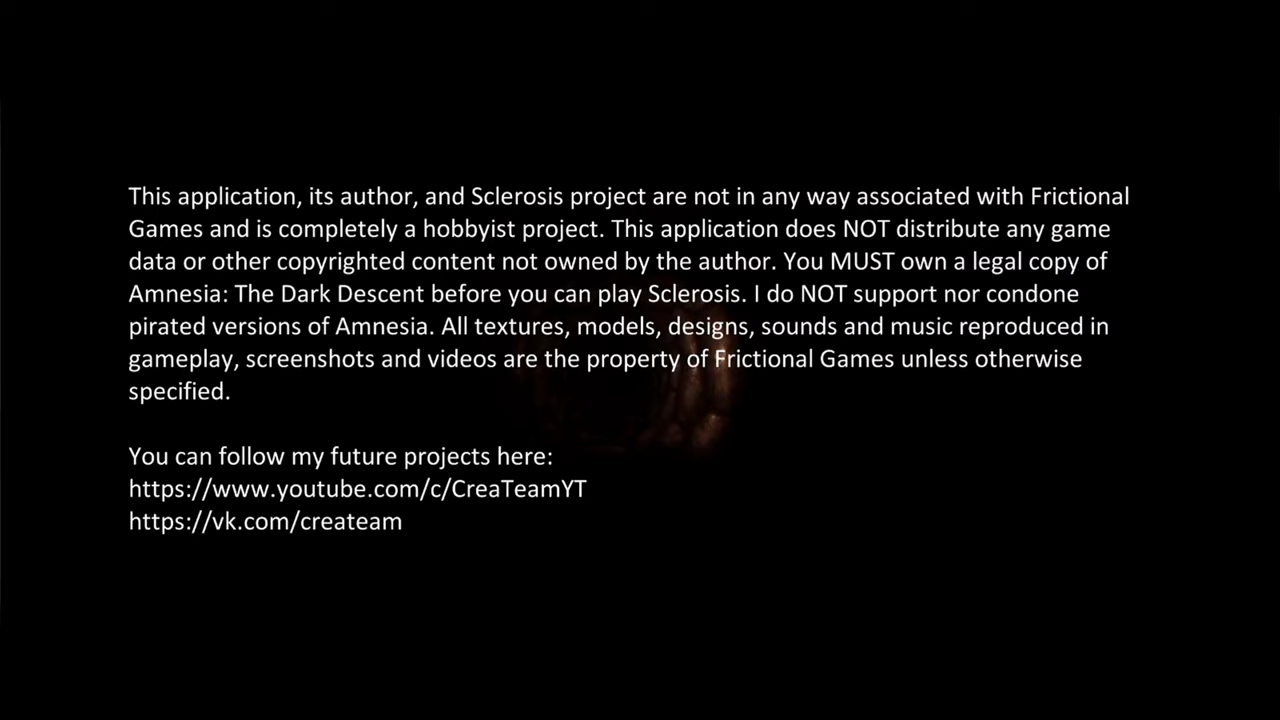 This application, its author, and Sclerosis project are not in any way associated with Frictional
Games and is completely a hobbyist project. This application does NOT distribute any game
data or other copyrighted content not owned by the author. You MUST own a legal copy of
Amnesia: The Dark Descent before you can play Sclerosis. I do NOT support nor condone
pirated versions of Amnesia. All textures, models, designs, sounds and music reproduced in
gameplay, screenshots and videos are the property of Frictional Games unless otherwise
specified.
You can follow my future projects here:
https://www.youtube.com/c/CreaTeamYT
https://vk.com/createam